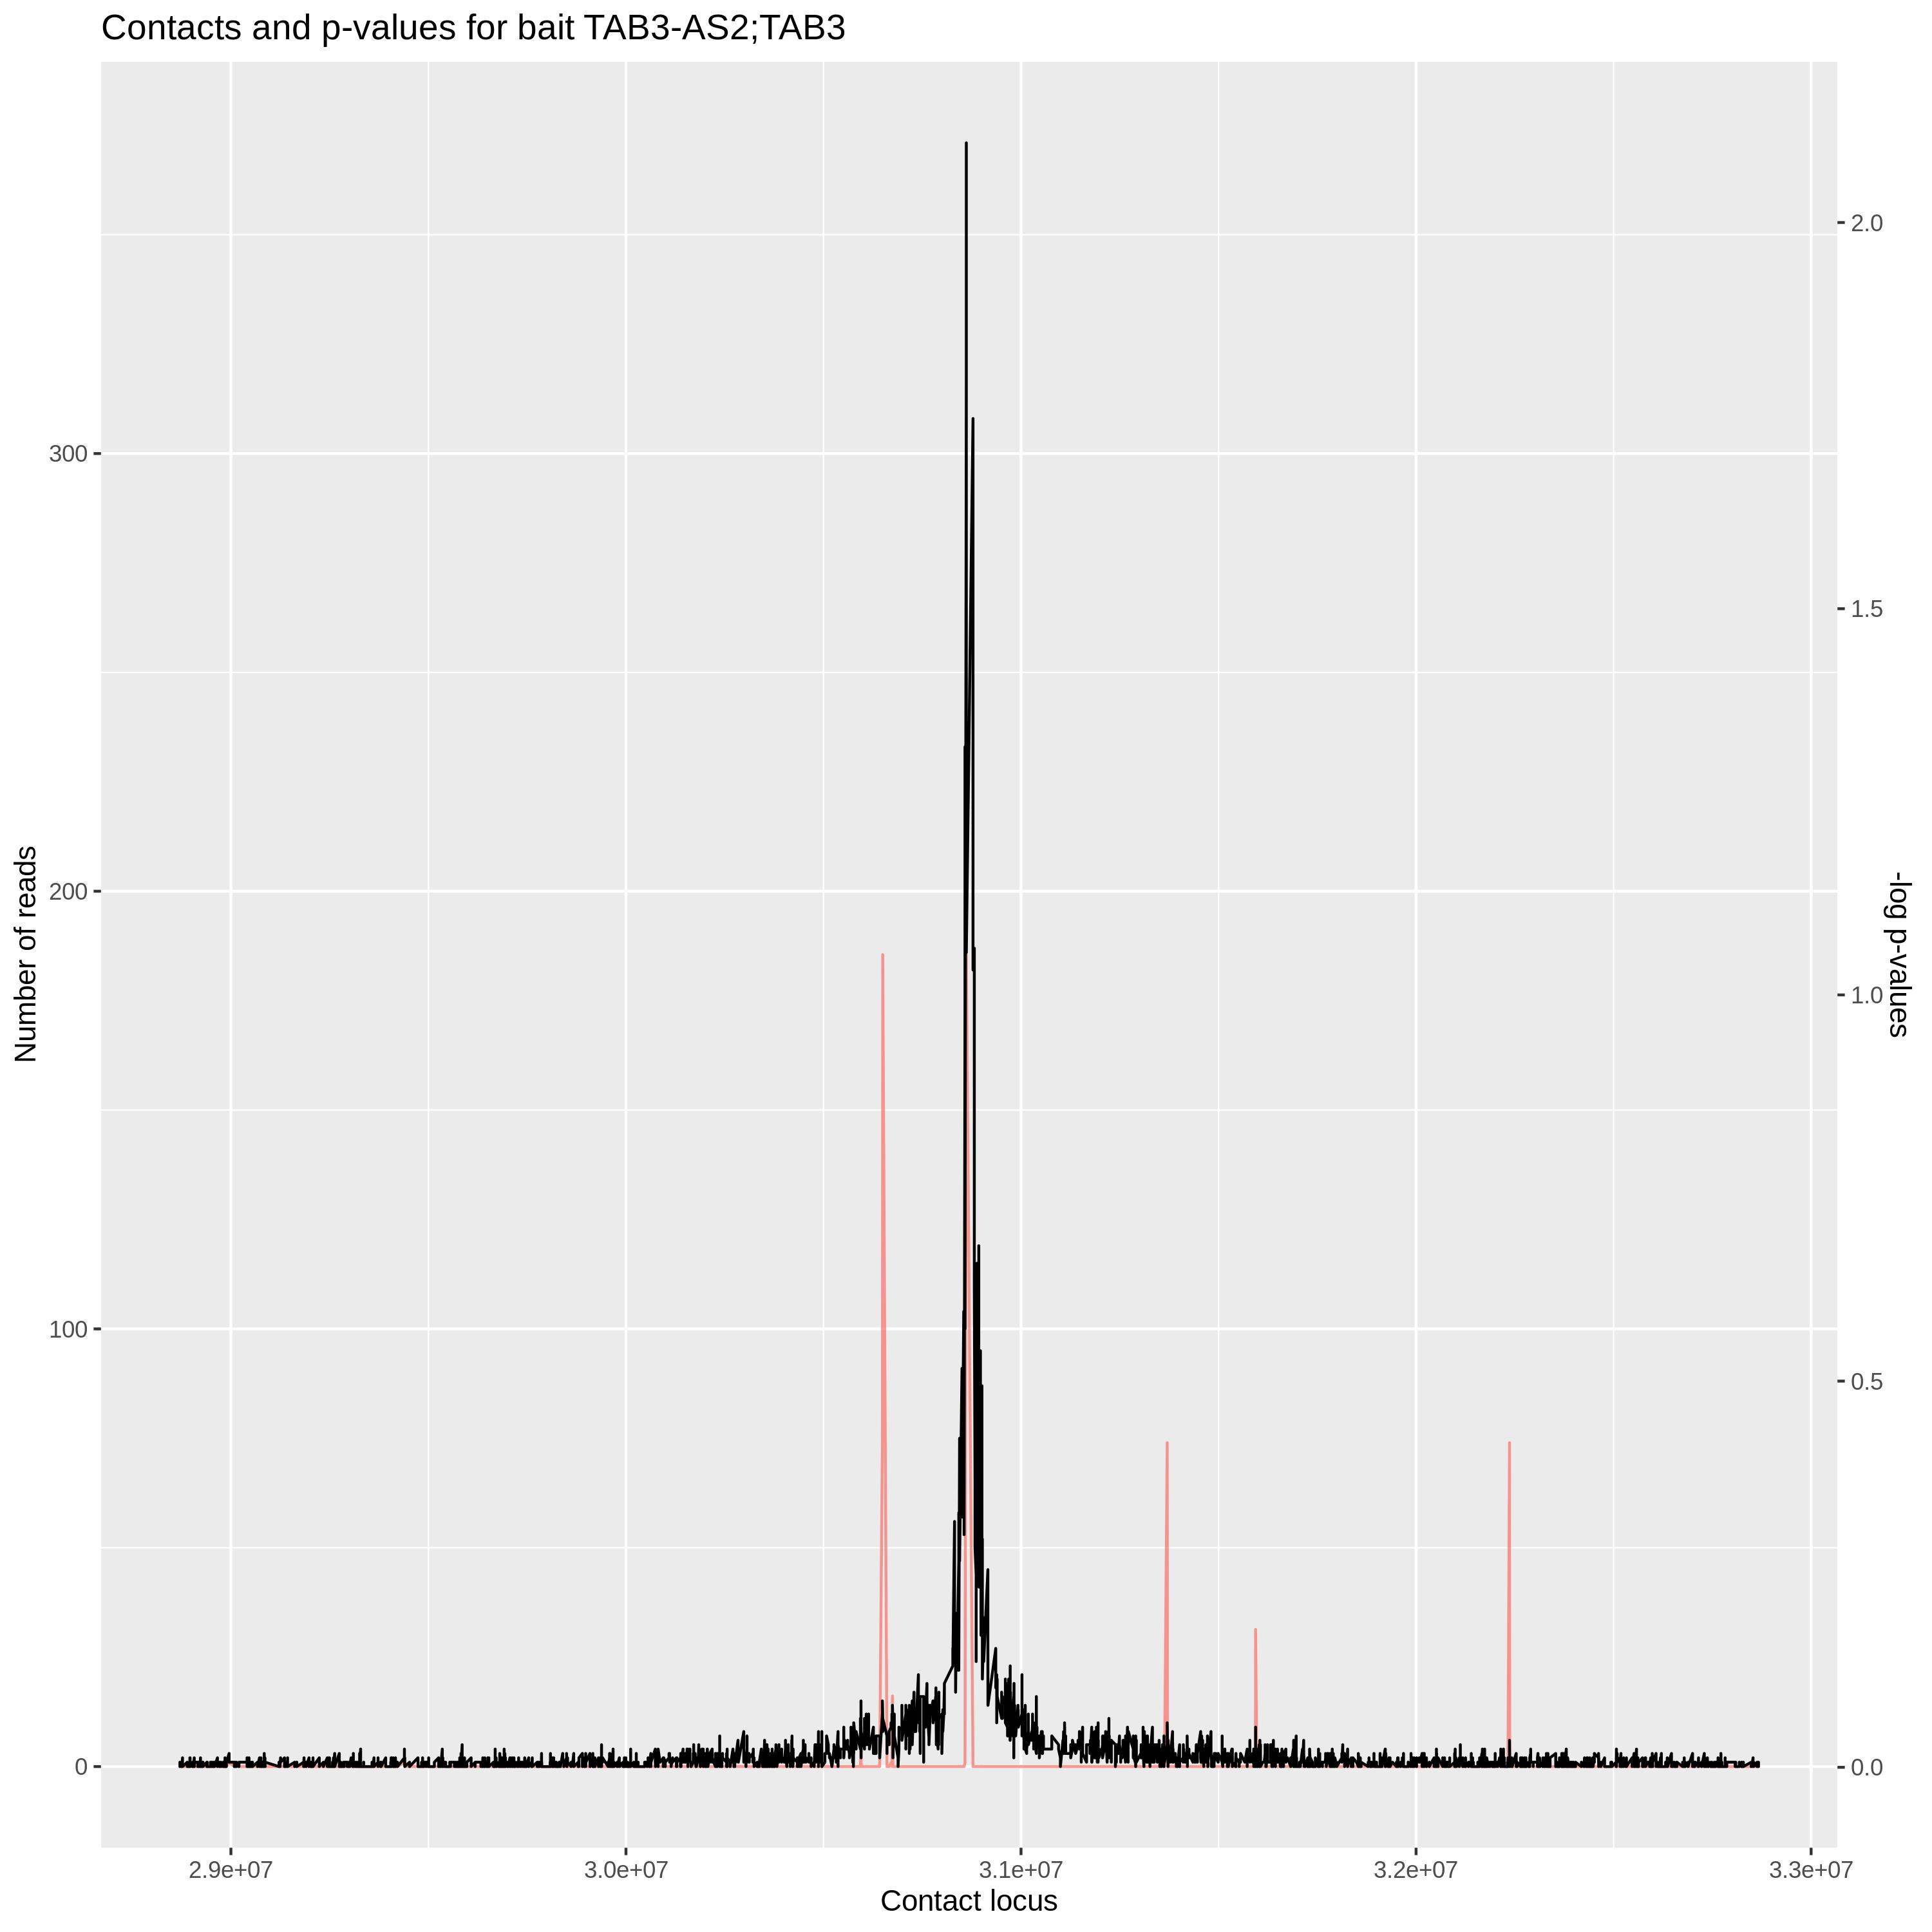 Contacts and p-values for bait TAB3-AS2;TAB3
300
200
100
0
Number of reads
2.0
1.5
1.0
0.5
0.0
-log p-values
2.9e+07 3.0e+07 3.1e+07 3.2e+07 3.3e+07
Contact locus